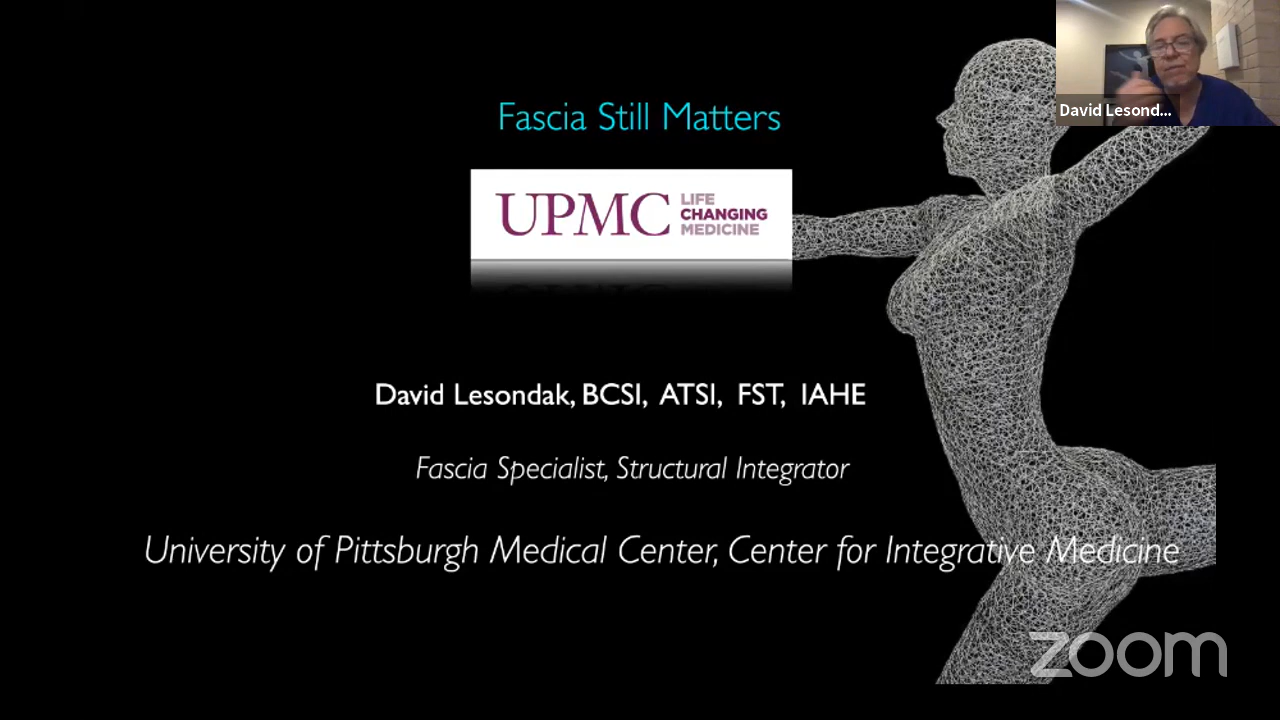 David Lesond...
Fascia Still Matters
UPMC LIFE CHANGING MEDICINE
David Lesondak, BCSI, ATSI, FST, IAHE
Fascia Specialist, Structural Integrator
University of Pittsburgh Medical Center, Center for Integrative Medicine
zoom